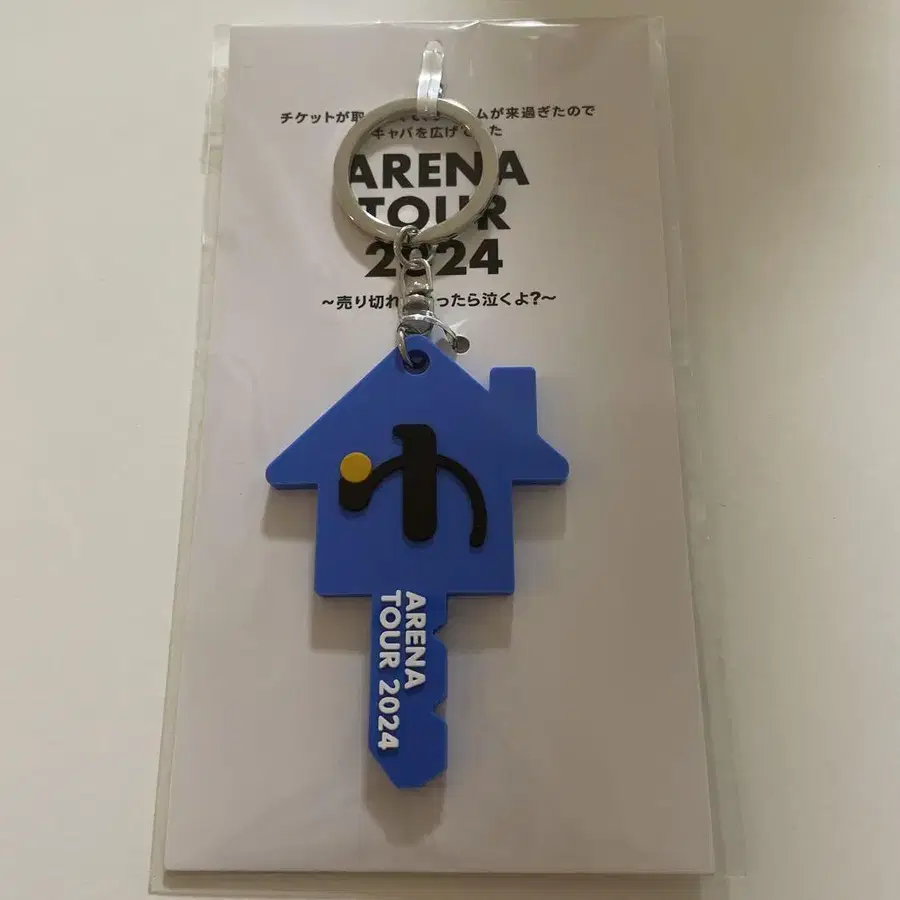 チケットが取 ムが来過ぎたので
キャパを広げ た
ARENA
TOUR
2024
~売り切れ ったら泣くよ?~
ARENA
TOUR 2024